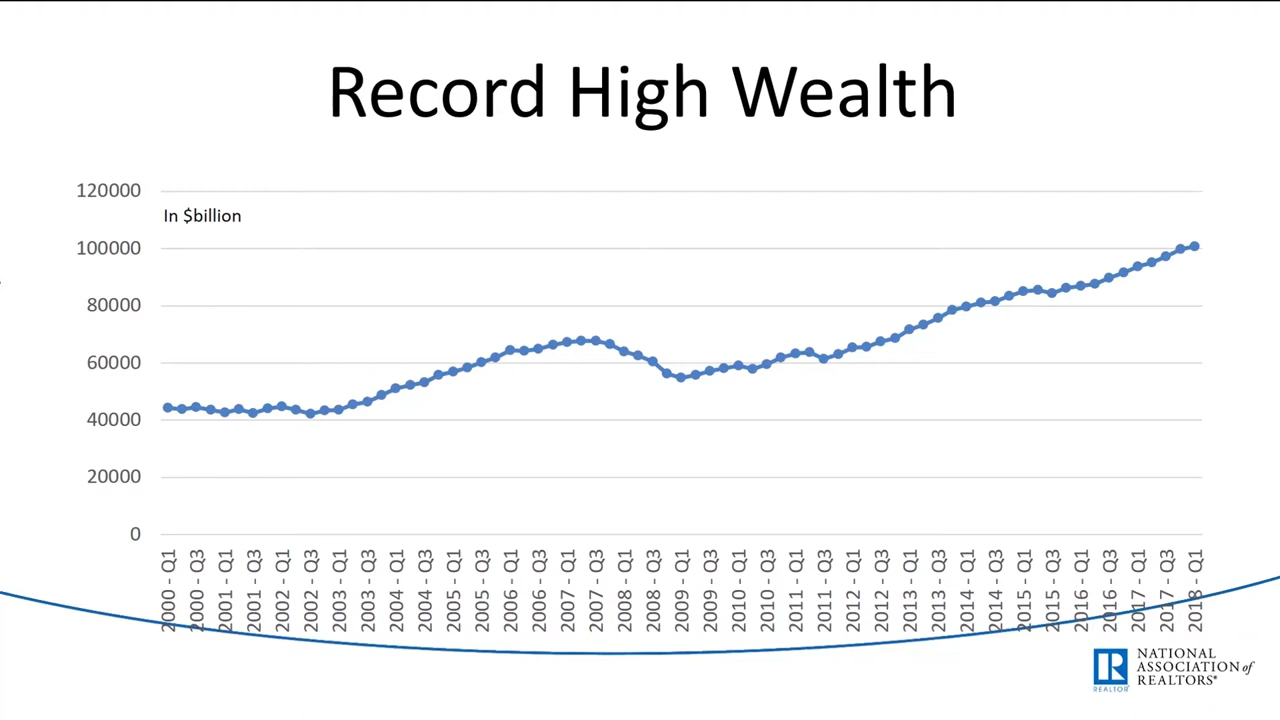 Record High Wealth
120000
In $billion
100000
80000
60000
40000
20000
0
2000 - Q1
2000 - Q3
2001 - Q1
2001 - Q3
2002 - Q1
2002 - Q3
2003 - Q1
2003 - Q3
2004 - Q1
2004 - Q3
2005 - Q1
2005 - Q3
2006 - Q1
2006 - Q3
2007 - Q1
2007 - Q3
2008 - Q1
2008 - Q3
2009 - Q1
2009 - Q3
2010 - Q1
2010 - Q3
2011 - Q1
2011 - Q3
2012 - Q1
2012 - Q3
2013 - Q1
2013 - Q3
2014 - Q1
2014 - Q3
2015 - Q1
2015 - Q3
2016 - Q1
2016 - Q3
2017 - Q1
2017 - Q3
2018 - Q1
NATIONAL
ASSOCIATION of
REALTORS®
R
REALTOR®